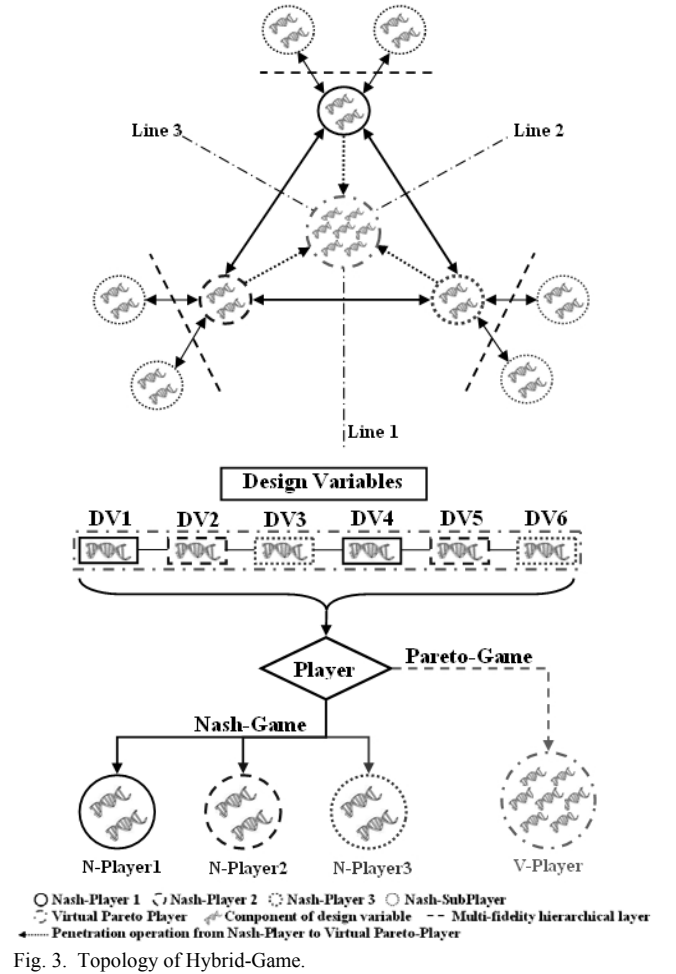 Line 3
Line 2
Line 1
Design Variables
DV1 DV2 DV3 DV4 DV5 DV6
Player
Pareto-Game
Nash-Game
N-Player1 N-Player2 N-Player3 V-Player
Nash-Player 1 Nash-Player 2 Nash-Player 3 Nash-SubPlayer
Virtual Pareto Player Component of design variable Multi-fidelity hierarchical layer
Penetration operation from Nash-Player to Virtual Pareto-Player
Fig. 3. Topology of Hybrid-Game.